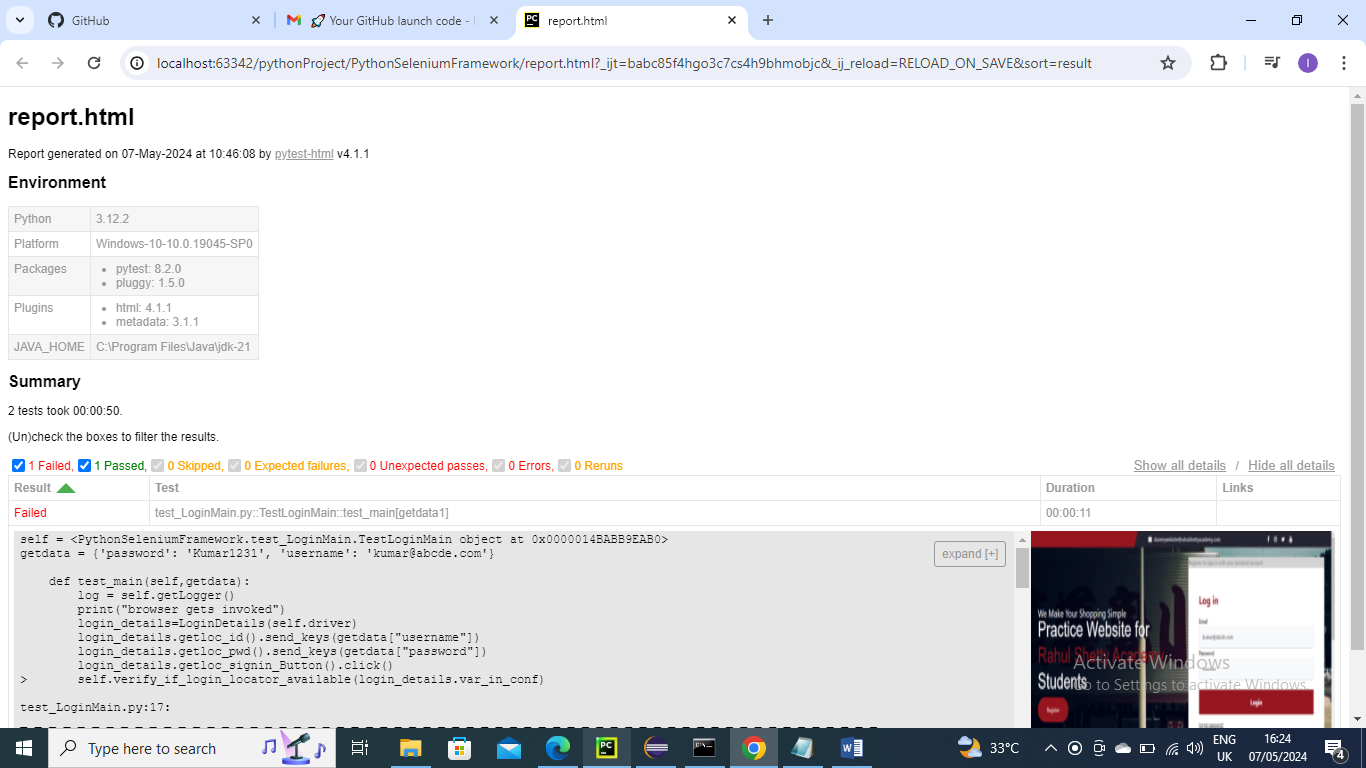 GitHub
Your GitHub launch code -
report.html
localhost:63342/pythonProject/PythonSeleniumFramework/report.html?_ijt=babc85f4hgo3c7cs4h9bhmobjc&_ij_reload=RELOAD_ON_SAVE&sort=result
I
report.html
Report generated on 07-May-2024 at 10:46:08 by pytest-html v4.1.1
Environment
Python 3.12.2
Platform Windows-10-10.0.19045-SP0
Packages
• pytest: 8.2.0
• pluggy: 1.5.0
Plugins
• html: 4.1.1
• metadata: 3.1.1
JAVA_HOME C:\Program Files\Java\jdk-21
Summary
2 tests took 00:00:50.
(Un)check the boxes to filter the results.
1 Failed, 1 Passed, 0 Skipped, 0 Expected failures, 0 Unexpected passes, 0 Errors, 0 Reruns
Show all details / Hide all details
Result Test Duration Links
Failed test_LoginMain.py::TestLoginMain::test_main[getdata1] 00:00:11
self = <PythonSeleniumFramework.test_LoginMain.TestLoginMain object at 0x0000014BABB9EAB0>
getdata = {'password': 'Kumar1231', 'username': 'kumar@abcde.com'}
expand [+]
def test_main(self,getdata):
log = self.getLogger()
print("browser gets invoked")
login_details=LoginDetails(self.driver)
login_details.getloc_id().send_keys(getdata["username"])
login_details.getloc_pwd().send_keys(getdata["password"])
login_details.getloc_signin_Button().click()
> self.verify_if_login_locator_available(login_details.var_in_conf)
test_LoginMain.py:17:
We Make Your Shopping Simple
Practice Website for
Rahul Shetty Academy
Students
Register
Log in
Email
Password
Login
Activate Windows
Go to Settings to activate Windows.
Type here to search
33°C
ENG
UK
16:24
07/05/2024
4